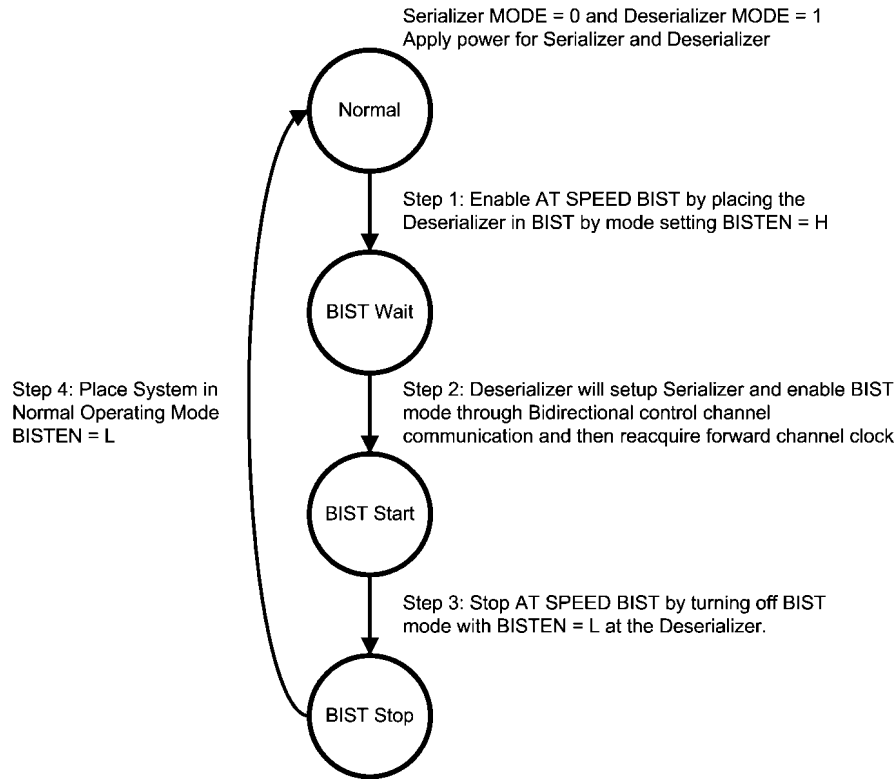 Serializer MODE = 0 and Deserializer MODE = 1
Apply power for Serializer and Deserializer
Normal
Step 1: Enable AT SPEED BIST by placing the
Deserializer in BIST by mode setting BISTEN = H
BIST Wait
Step 4: Place System in
Normal Operating Mode
BISTEN = L
Step 2: Deserializer will setup Serializer and enable BIST
mode through Bidirectional control channel
communication and then reacquire forward channel clock
BIST Start
Step 3: Stop AT SPEED BIST by turning off BIST
mode with BISTEN = L at the Deserializer.
BIST Stop